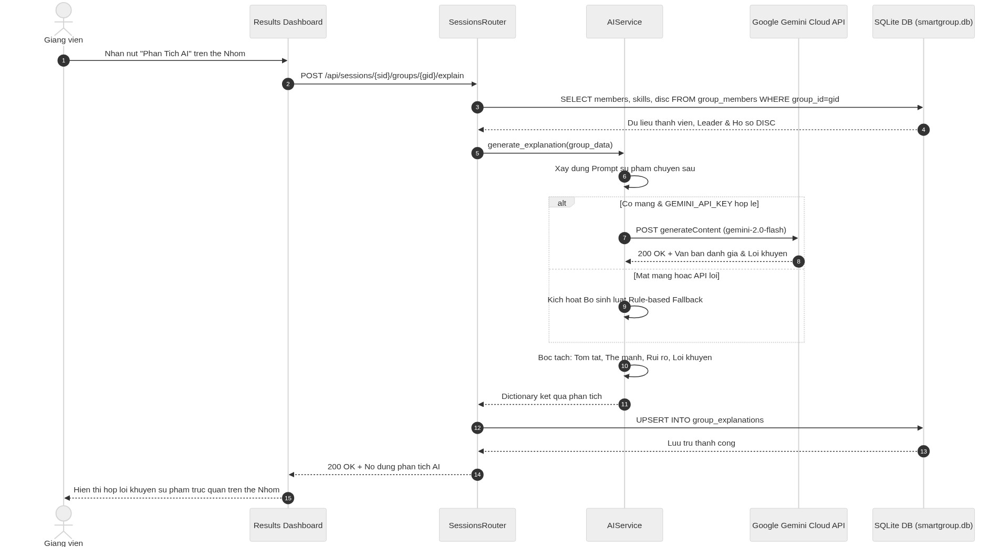 Giang vien
Results Dashboard
SessionsRouter
AIService
Google Gemini Cloud API
SQLite DB (smartgroup.db)
1
Nhan nut "Phan Tich AI" tren the Nhom
2
POST /api/sessions/{sid}/groups/{gid}/explain
3
SELECT members, skills, disc FROM group_members WHERE group_id=gid
4
Du lieu thanh vien, Leader & Ho so DISC
5
generate_explanation(group_data)
6
Xay dung Prompt su pham chuyen sau
alt
[Co mang & GEMINI_API_KEY hop le]
7
POST generateContent (gemini-2.0-flash)
8
200 OK + Van ban danh gia & Loi khuyen
[Mat mang hoac API loi]
9
Kich hoat Bo sinh luat Rule-based Fallback
10
Boc tach: Tom tat, The manh, Rui ro, Loi khuyen
11
Dictionary ket qua phan tich
12
UPSERT INTO group_explanations
13
Luu tru thanh cong
14
200 OK + No dung phan tich AI
15
Hien thi hop loi khuyen su pham truc quan tren the Nhom
Giang vien
Results Dashboard
SessionsRouter
AIService
Google Gemini Cloud API
SQLite DB (smartgroup.db)